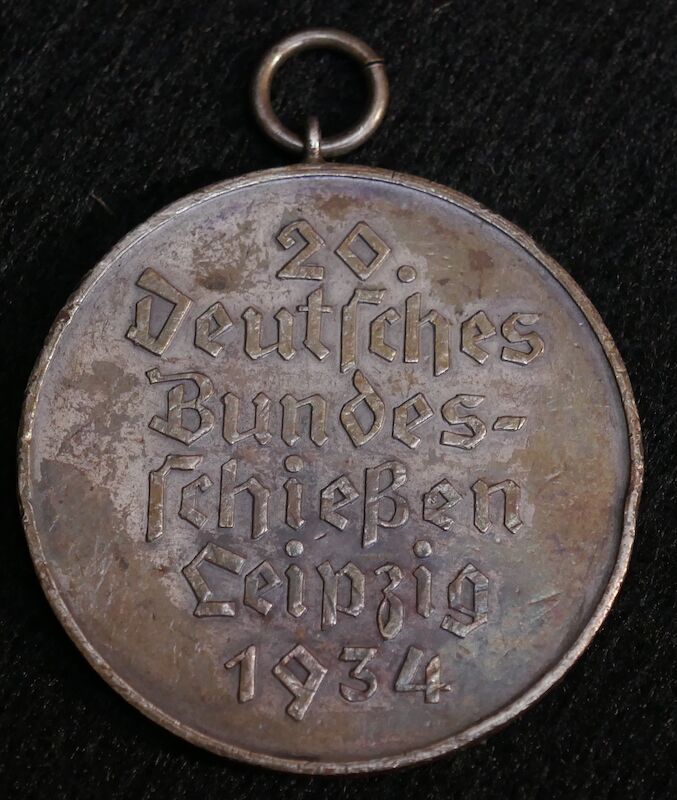 20.
Deutſches
Bundes-
ſchießen
Leipzig
1934